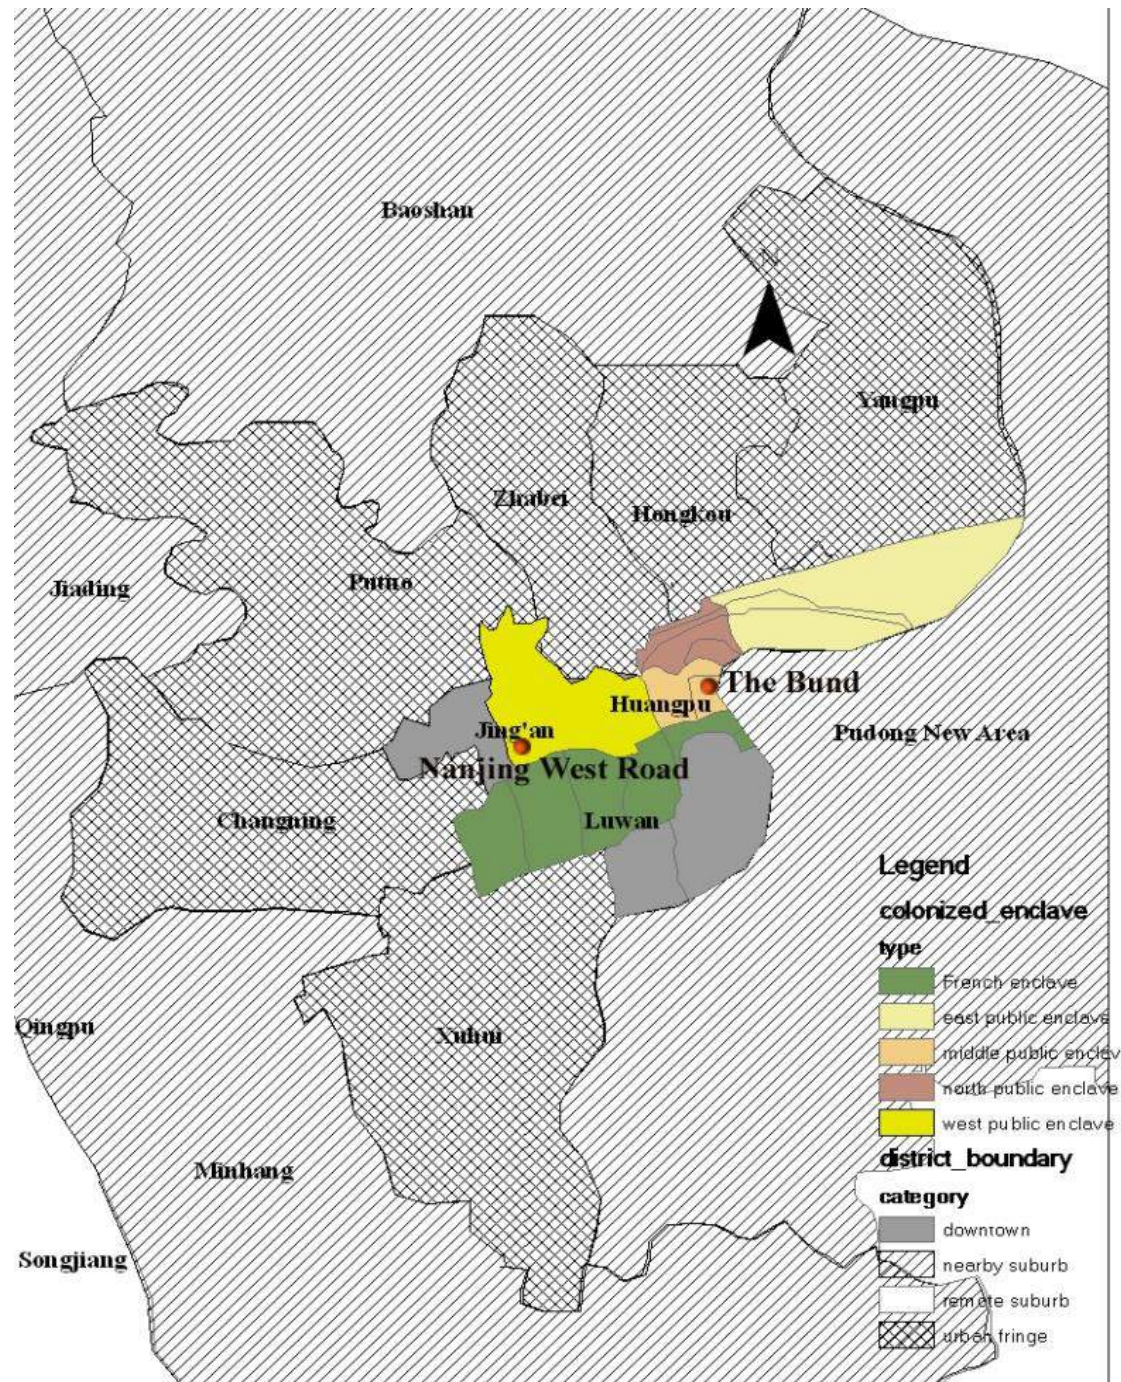 Baoshan
N
Yangpu
Zhabei
Hongkou
Jiading
Putuo
The Bund
Huangpu
Jing'an
Pudong New Area
Nanjing West Road
Changning
Luwan
Legend
colonized_enclave
type
French enclave
east public enclave
middle public enclav
north public enclave
west public enclave
Qingpu
Xuhui
district_boundary
Minhang
category
downtown
Songjiang
nearby suburb
remote suburb
urban fringe